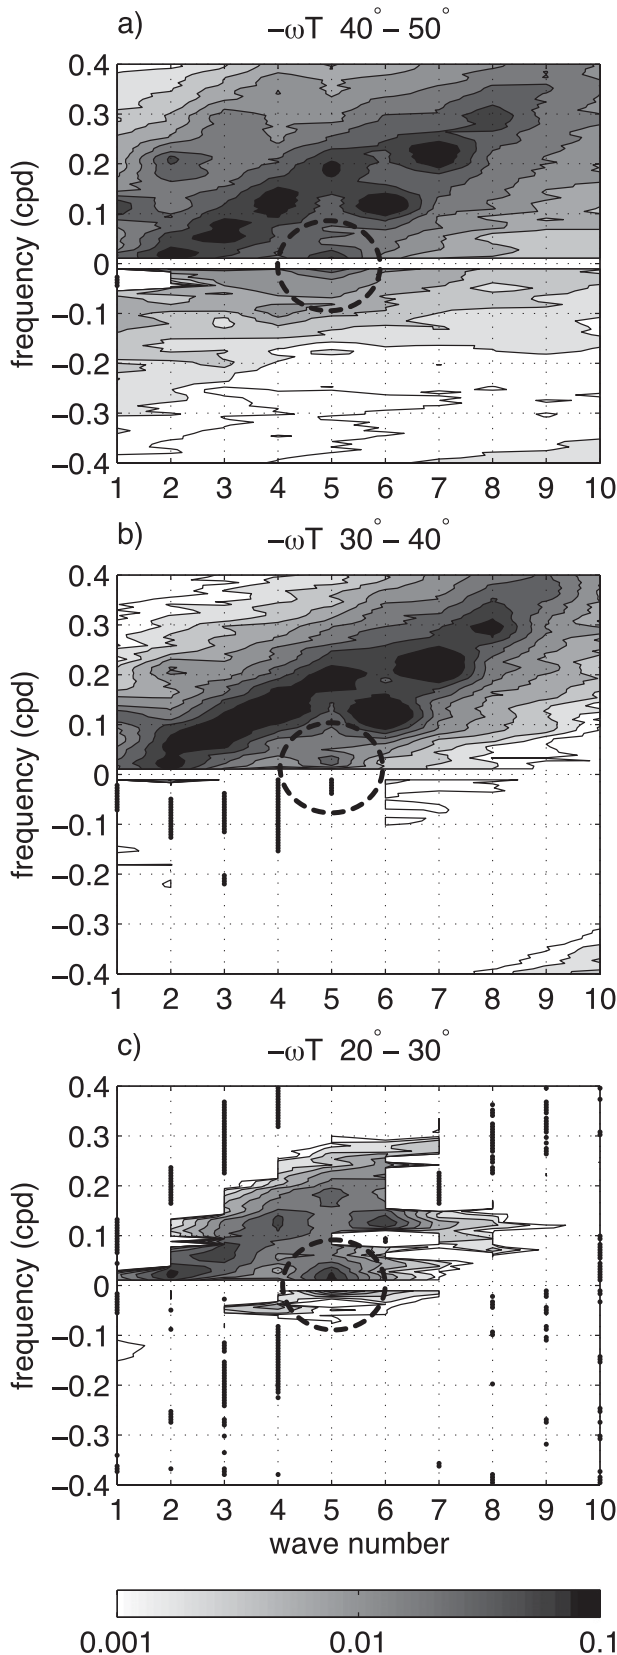 a) −ωT 40°−50°
0.4
0.3
0.2
0.1
0
−0.1
−0.2
−0.3
−0.4
frequency (cpd)
1 2 3 4 5 6 7 8 9 10
b) −ωT 30°−40°
0.4
0.3
0.2
0.1
0
−0.1
−0.2
−0.3
−0.4
frequency (cpd)
1 2 3 4 5 6 7 8 9 10
c) −ωT 20°−30°
0.4
0.3
0.2
0.1
0
−0.1
−0.2
−0.3
−0.4
frequency (cpd)
1 2 3 4 5 6 7 8 9 10
wave number
0.001 0.01 0.1